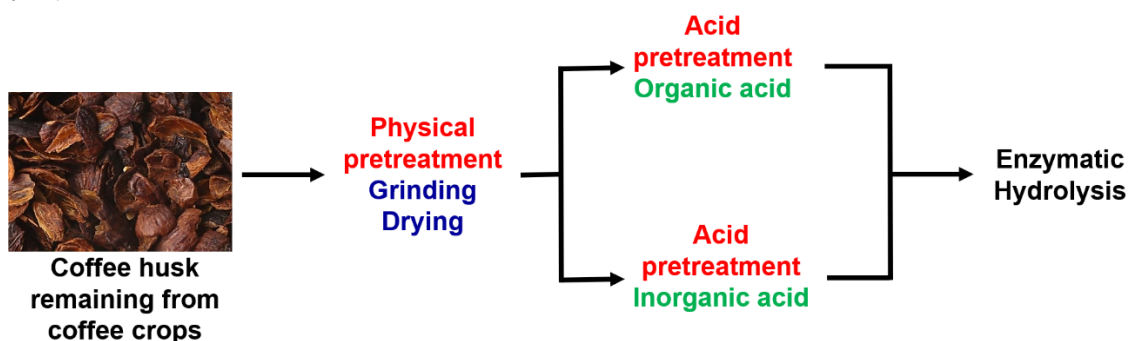 Coffee husk
remaining from
coffee crops
Physical
pretreatment
Grinding
Drying
Acid
pretreatment
Organic acid
Acid
pretreatment
Inorganic acid
Enzymatic
Hydrolysis